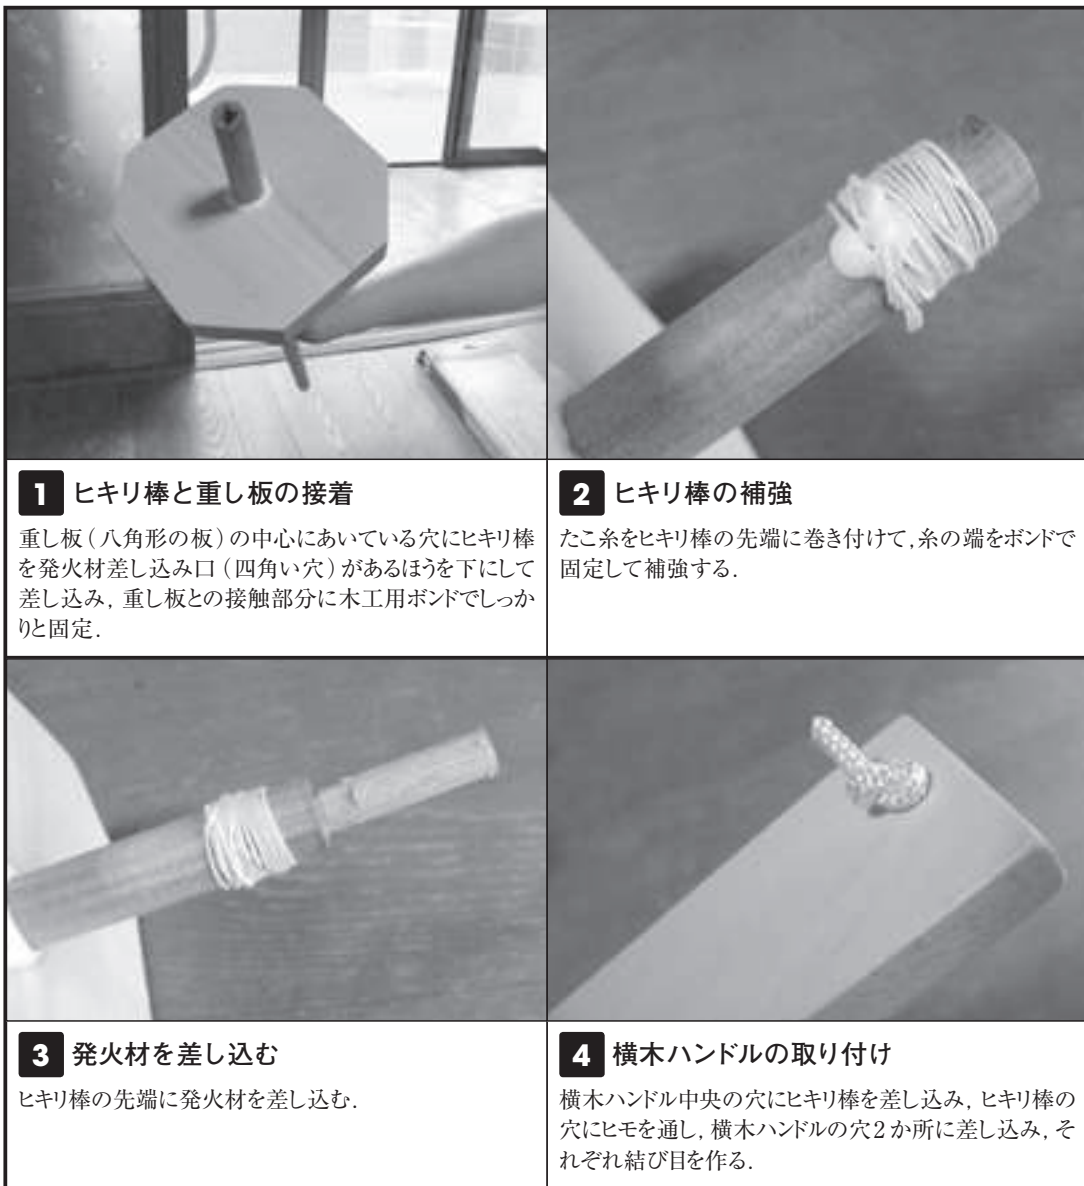 1 ヒキリ棒と重し板の接着
重し板(八角形の板)の中心にあいている穴にヒキリ棒
を発火材差し込み口(四角い穴)があるほうを下にして
差し込み,重し板との接触部分に木工用ボンドでしっか
りと固定.
2 ヒキリ棒の補強
たこ糸をヒキリ棒の先端に巻き付けて,糸の端をボンドで
固定して補強する.
3 発火材を差し込む
ヒキリ棒の先端に発火材を差し込む.
4 横木ハンドルの取り付け
横木ハンドル中央の穴にヒキリ棒を差し込み,ヒキリ棒の
穴にヒモを通し,横木ハンドルの穴2か所に差し込み,そ
れぞれ結び目を作る.